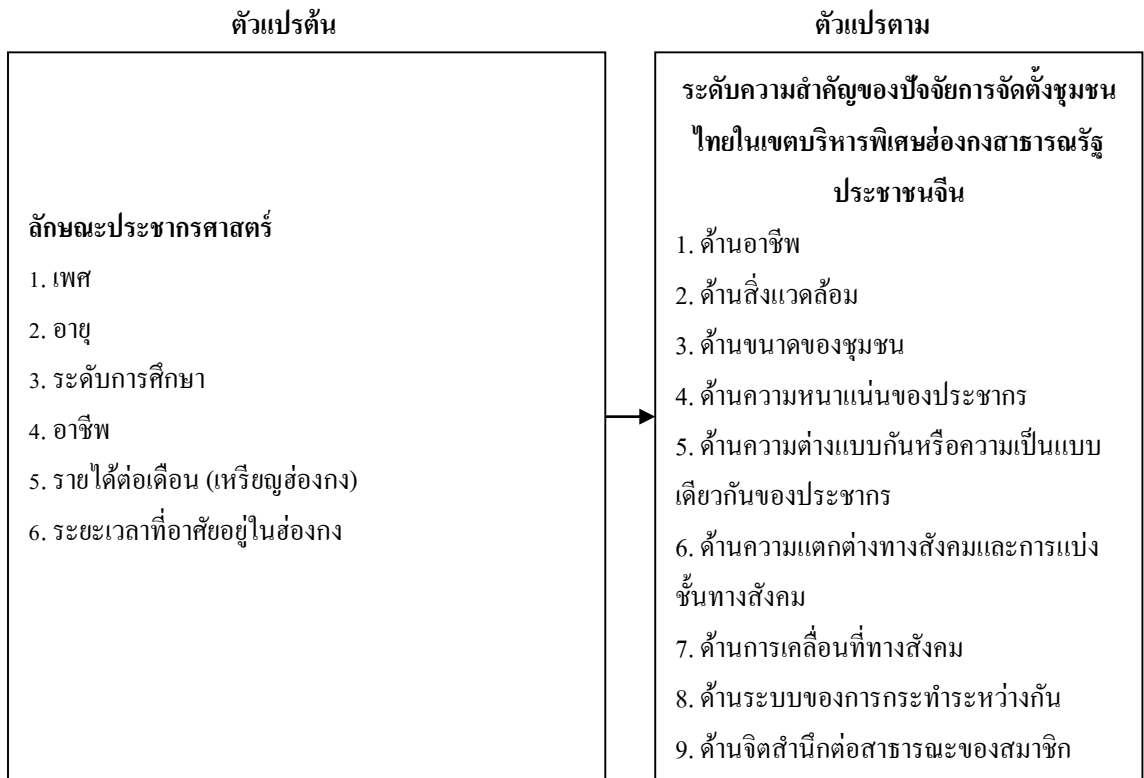 ตัวแปรต้น
ลักษณะประชากรศาสตร์
1. เพศ
2. อายุ
3. ระดับการศึกษา
4. อาชีพ
5. รายได้ต่อเดือน (เหรียญฮ่องกง)
6. ระยะเวลาที่อาศัยอยู่ในฮ่องกง
ตัวแปรตาม
ระดับความสำคัญของปัจจัยการจัดตั้งชุมชน
ไทยในเขตบริหารพิเศษฮ่องกงสาธารณรัฐ
ประชาชนจีน
1. ด้านอาชีพ
2. ด้านสิ่งแวดล้อม
3. ด้านขนาดของชุมชน
4. ด้านความหนาแน่นของประชากร
5. ด้านความต่างแบบกันหรือความเป็นแบบ
เดียวกันของประชากร
6. ด้านความแตกต่างทางสังคมและการแบ่ง
ชั้นทางสังคม
7. ด้านการเคลื่อนที่ทางสังคม
8. ด้านระบบของการกระทำระหว่างกัน
9. ด้านจิตสำนึกต่อสาธารณะของสมาชิก